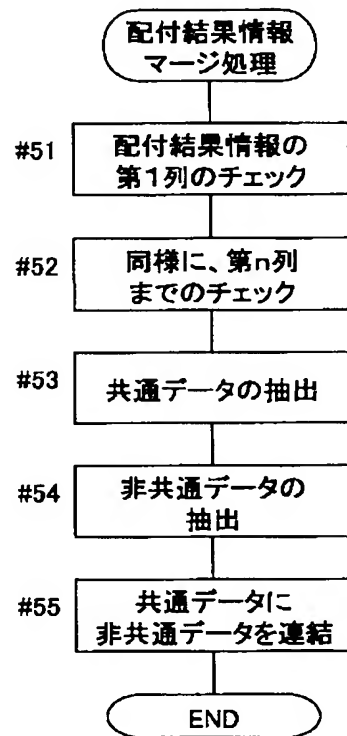 配付結果情報
マージ処理
#51
配付結果情報の
第1列のチェック
#52
同様に、第n列
までのチェック
#53
共通データの抽出
#54
非共通データの
抽出
#55
共通データに
非共通データを連結
END